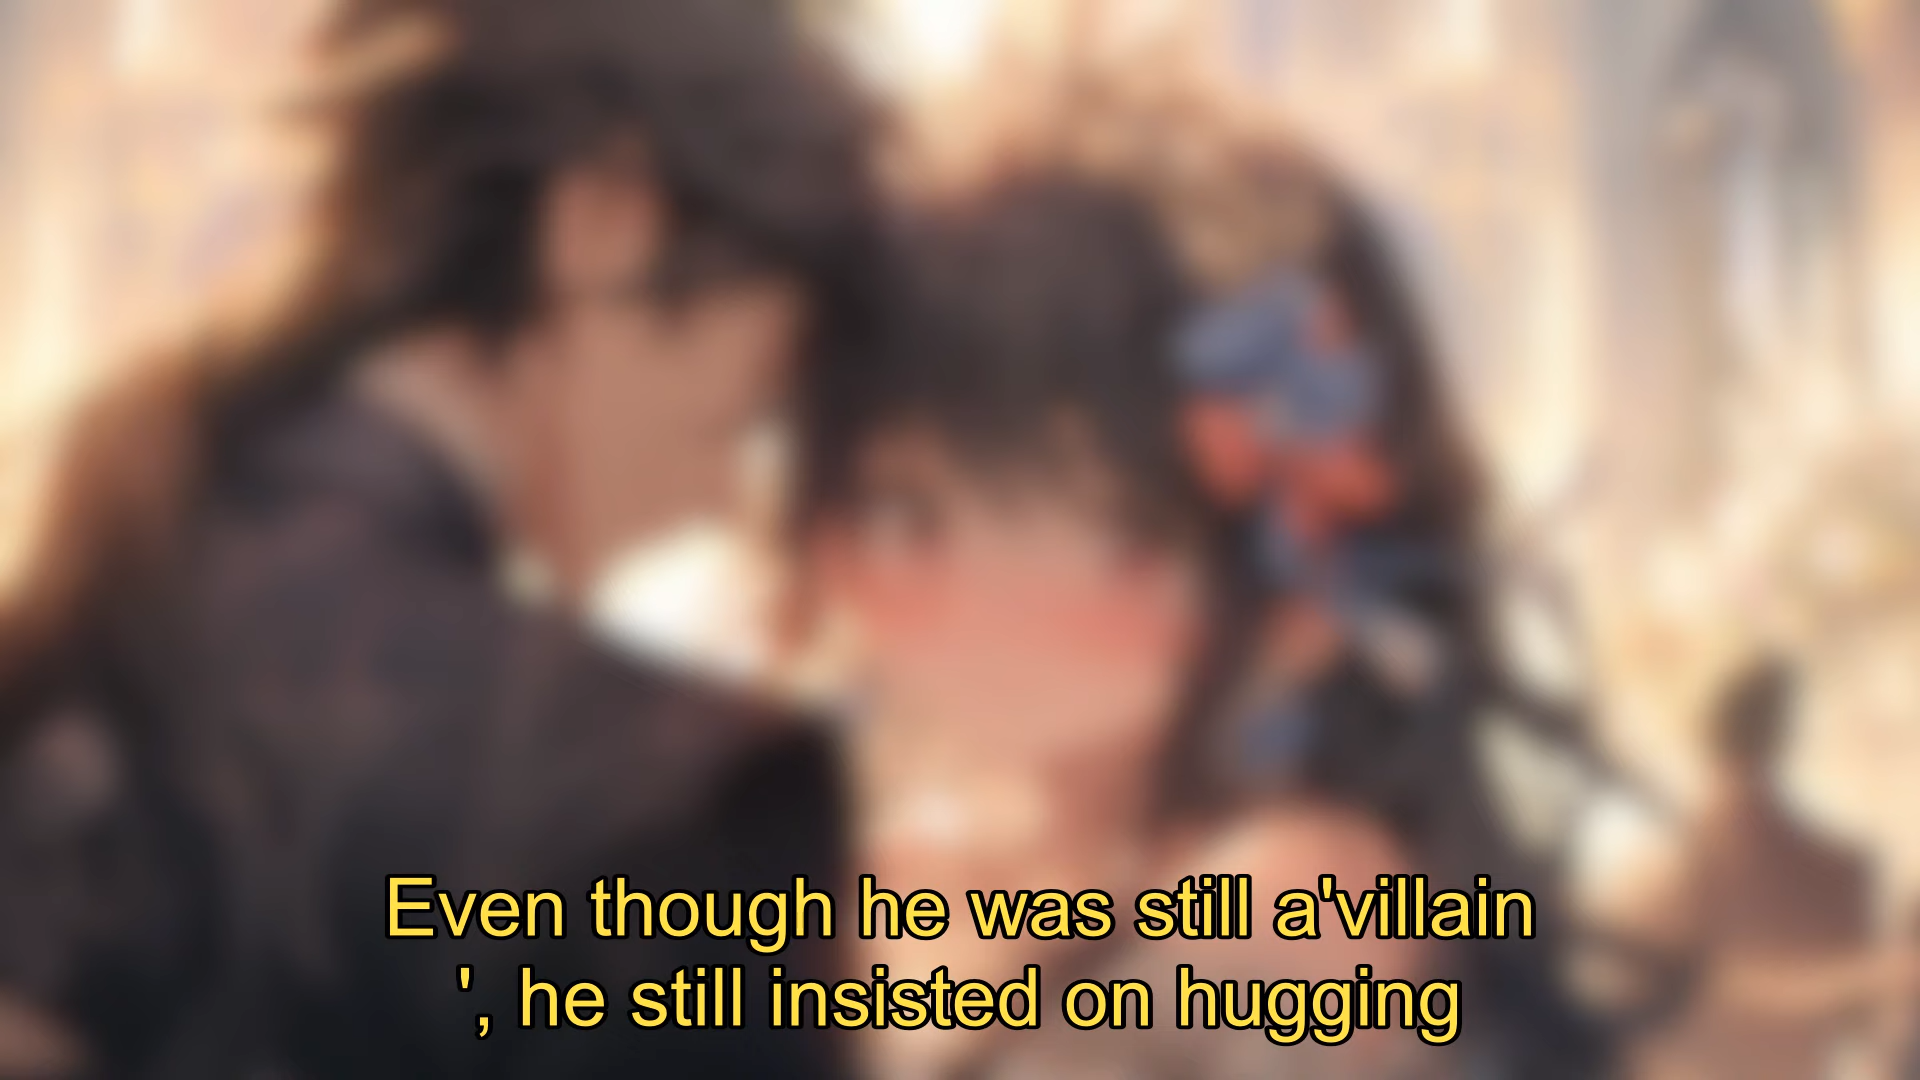 Even though he was still a'villain
', he still insisted on hugging